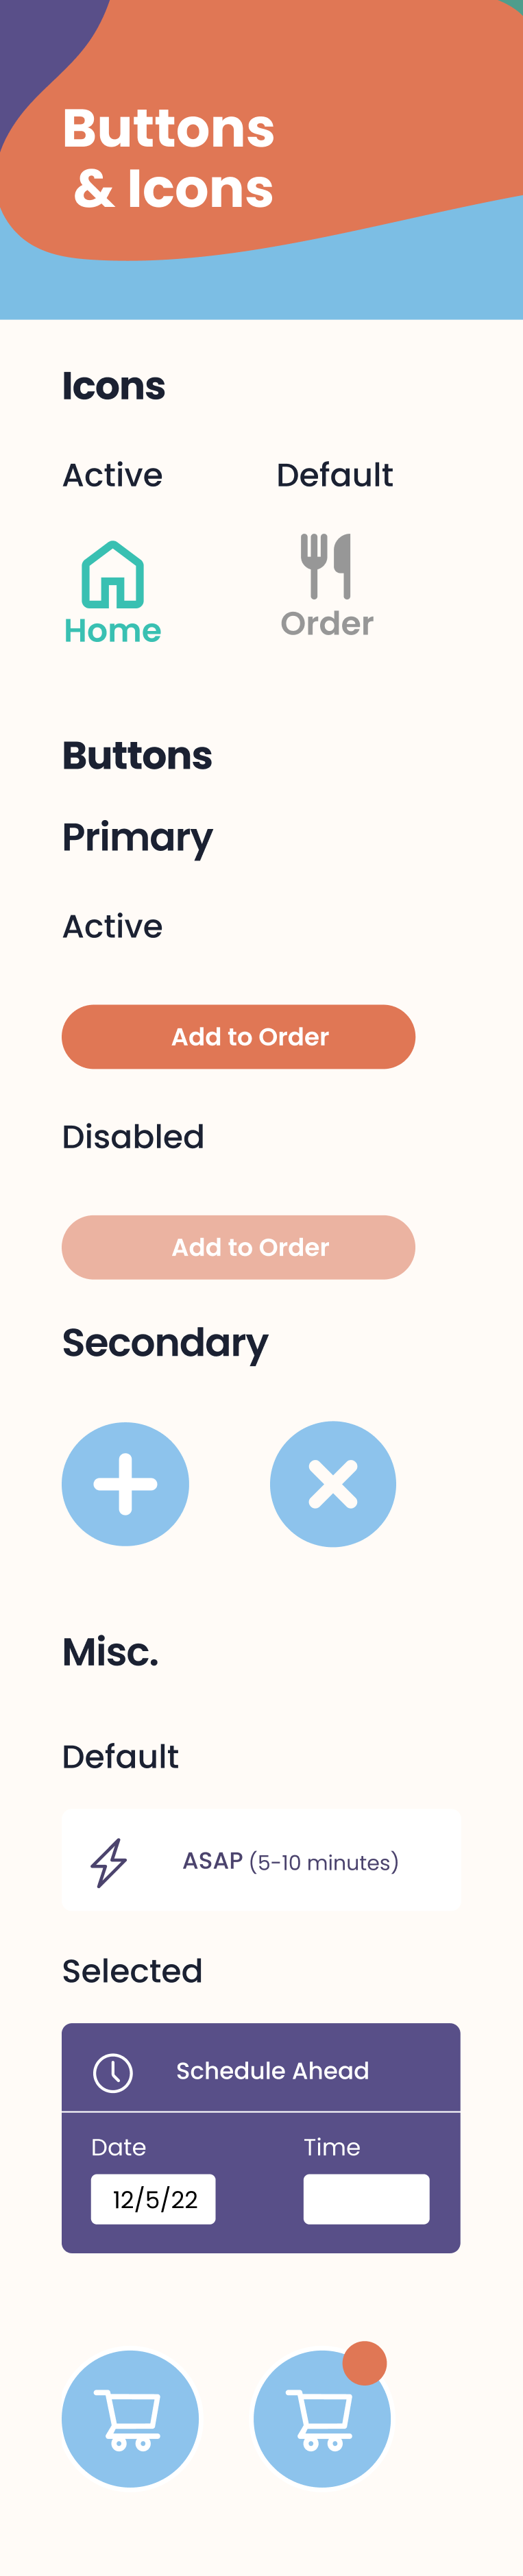 Buttons
& Icons
Icons
Active Default
Home Order
Buttons
Primary
Active
Add to Order
Disabled
Add to Order
Secondary
Misc.
Default
ASAP (5-10 minutes)
Selected
Schedule Ahead
Date Time
12/5/22